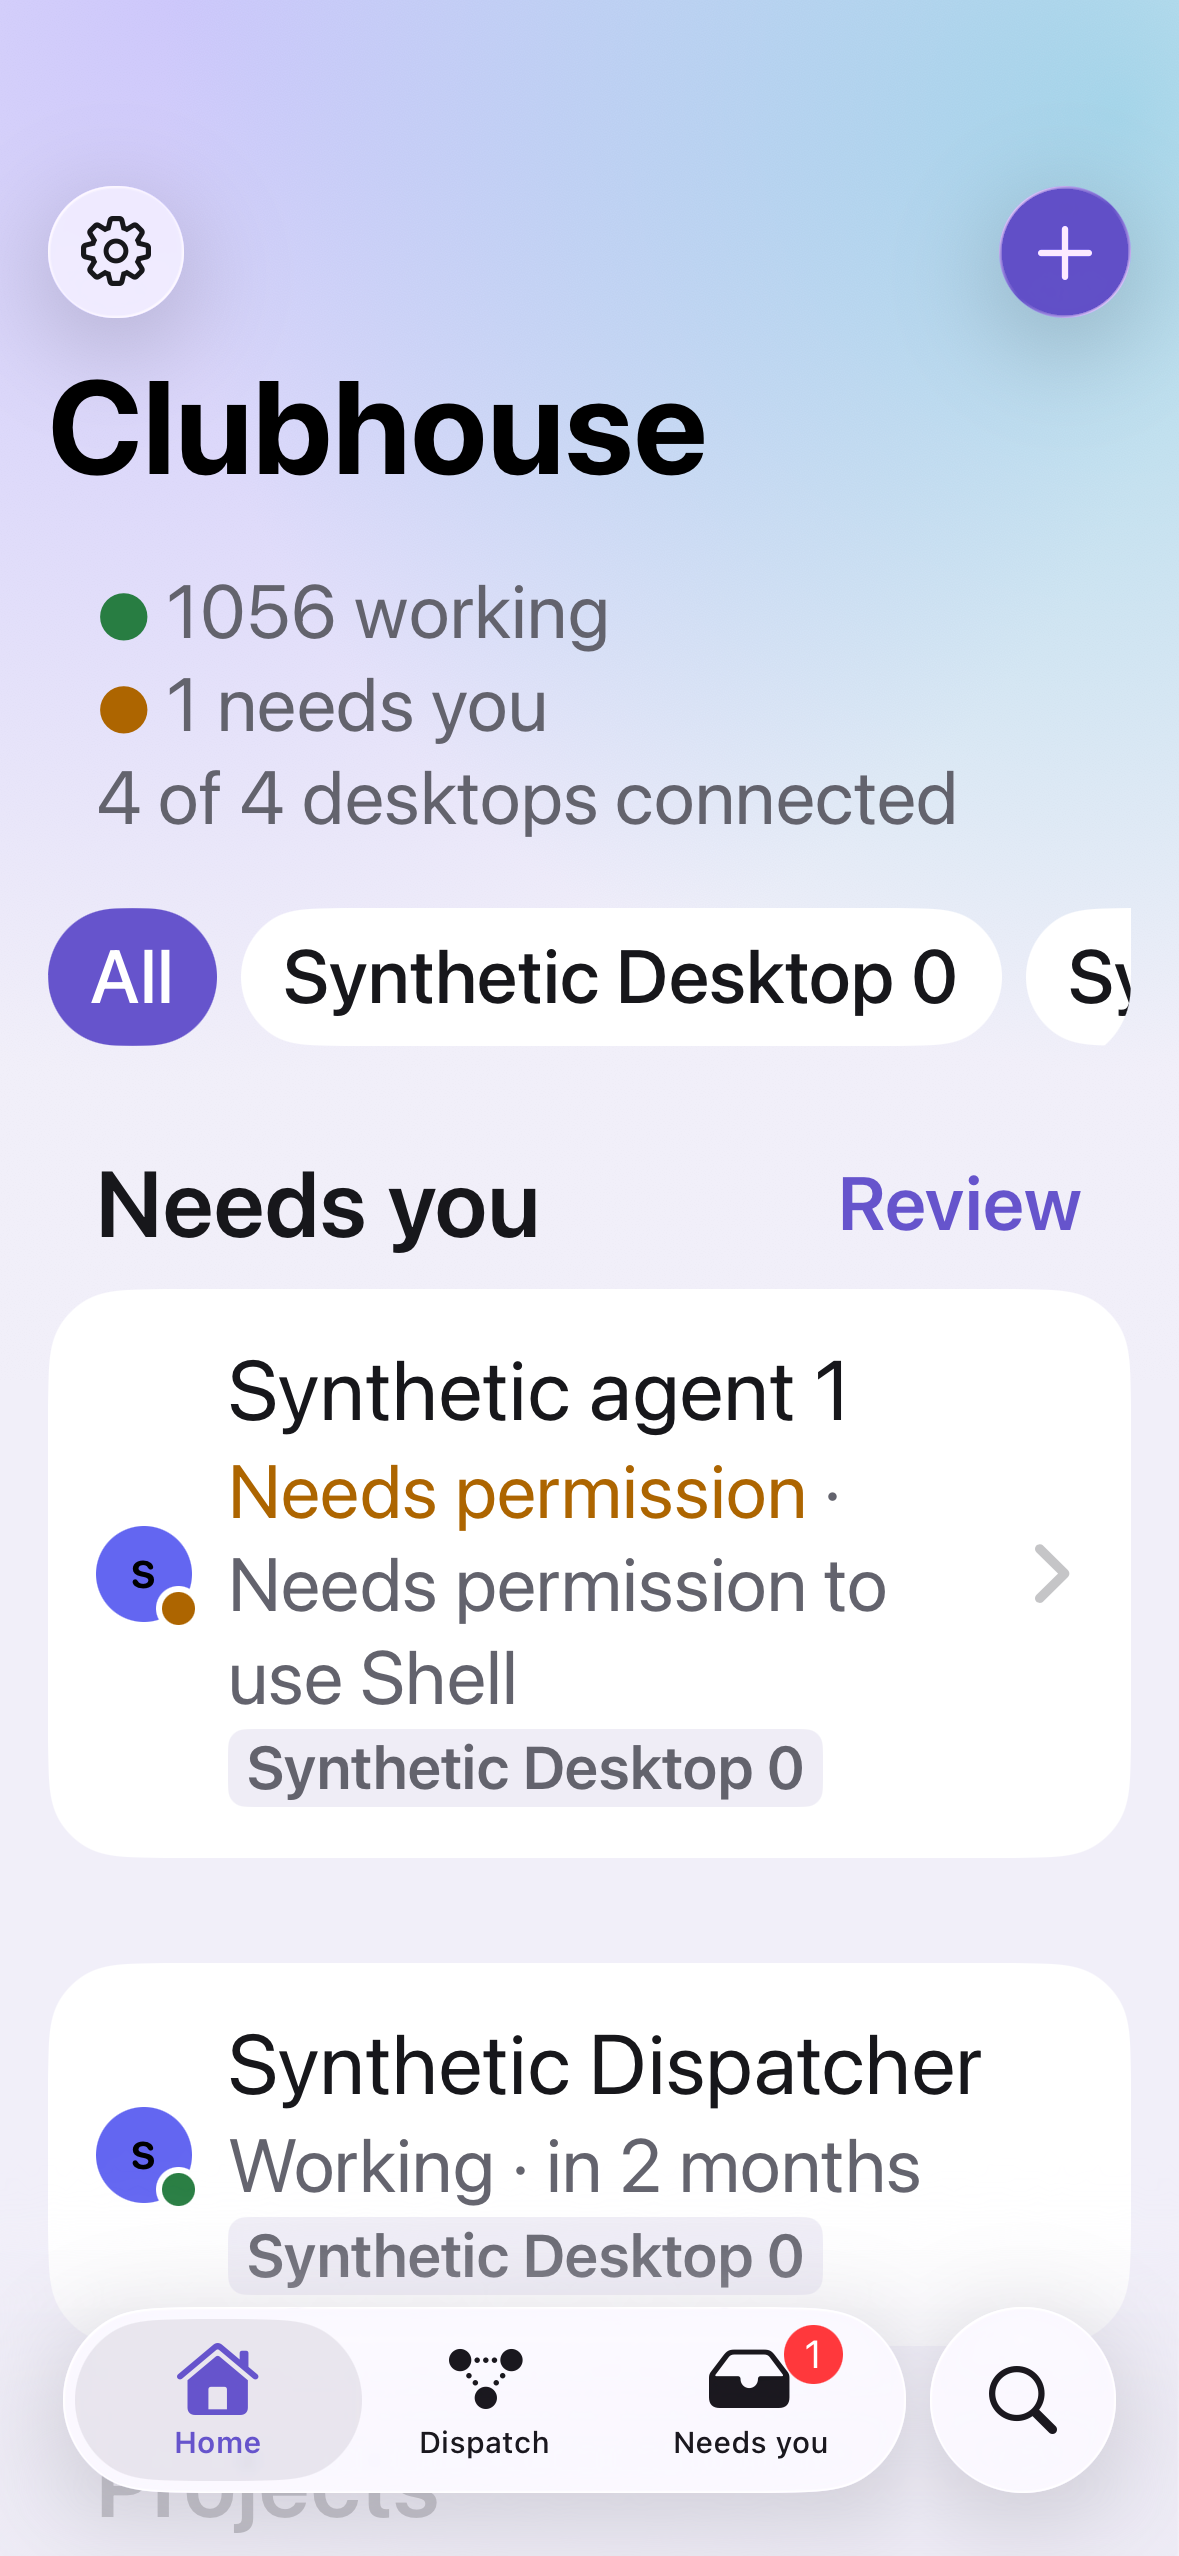 Clubhouse
1056 working
1 needs you
4 of 4 desktops connected
All
Synthetic Desktop 0
Sy
Needs you
Review
Synthetic agent 1
Needs permission ·
Needs permission to
use Shell
S
Synthetic Desktop 0
Synthetic Dispatcher
S
Working · in 2 months
Synthetic Desktop 0
1
Home
Dispatch
Needs you
Projects